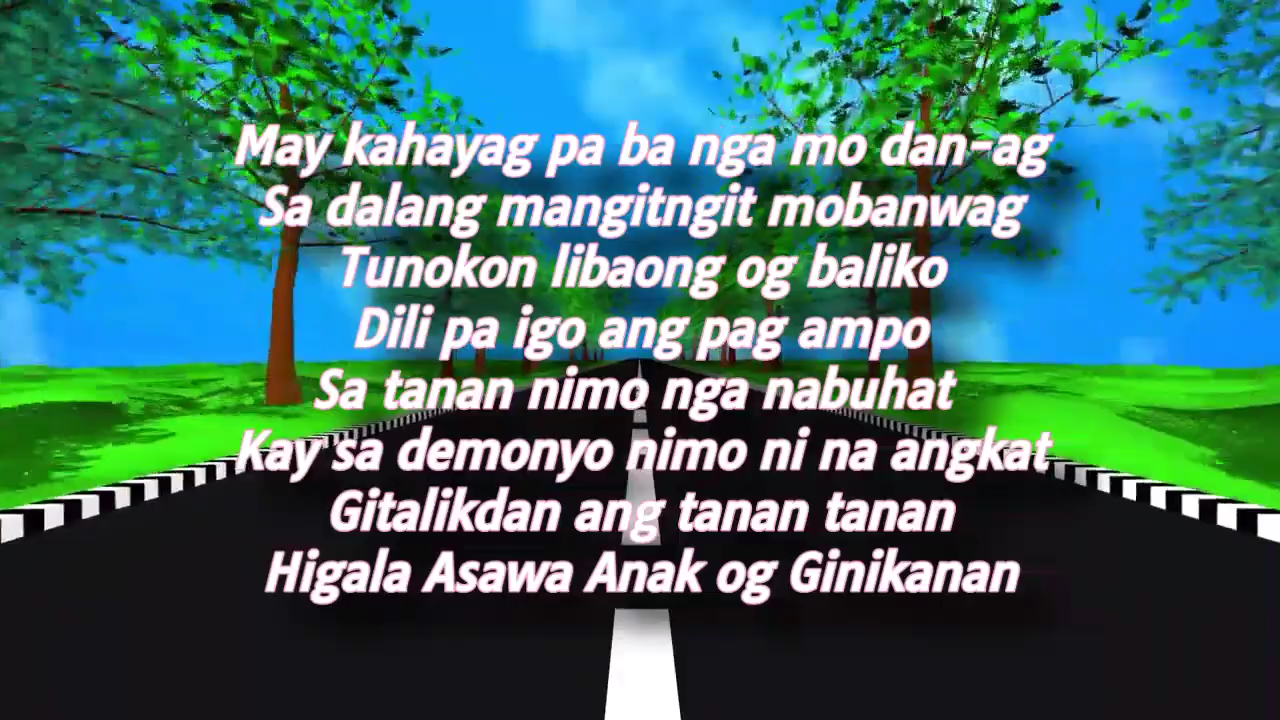 May kahayag pa ba nga mo dan-ag
Sa dalang mangitngit mobanwag
Tunokon libaong og baliko
Dili pa igo ang pag ampo
Sa tanan nimo nga nabuhat
Kay sa demonyo nimo ni na angkat
Gitalikdan ang tanan tanan
Higala Asawa Anak og Ginikanan